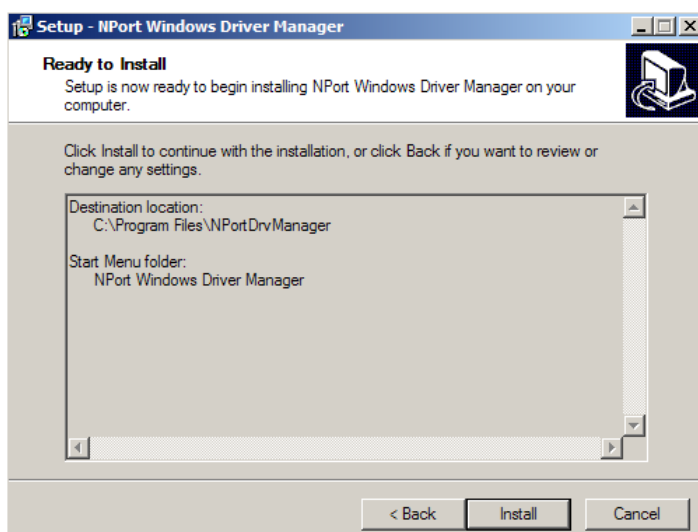 Setup - NPort Windows Driver Manager
Ready to Install
Setup is now ready to begin installing NPort Windows Driver Manager on your
computer.
Click Install to continue with the installation, or click Back if you want to review or
change any settings.
Destination location:
C:\Program Files\NPortDrvManager
Start Menu folder:
NPort Windows Driver Manager
< Back
Install
Cancel